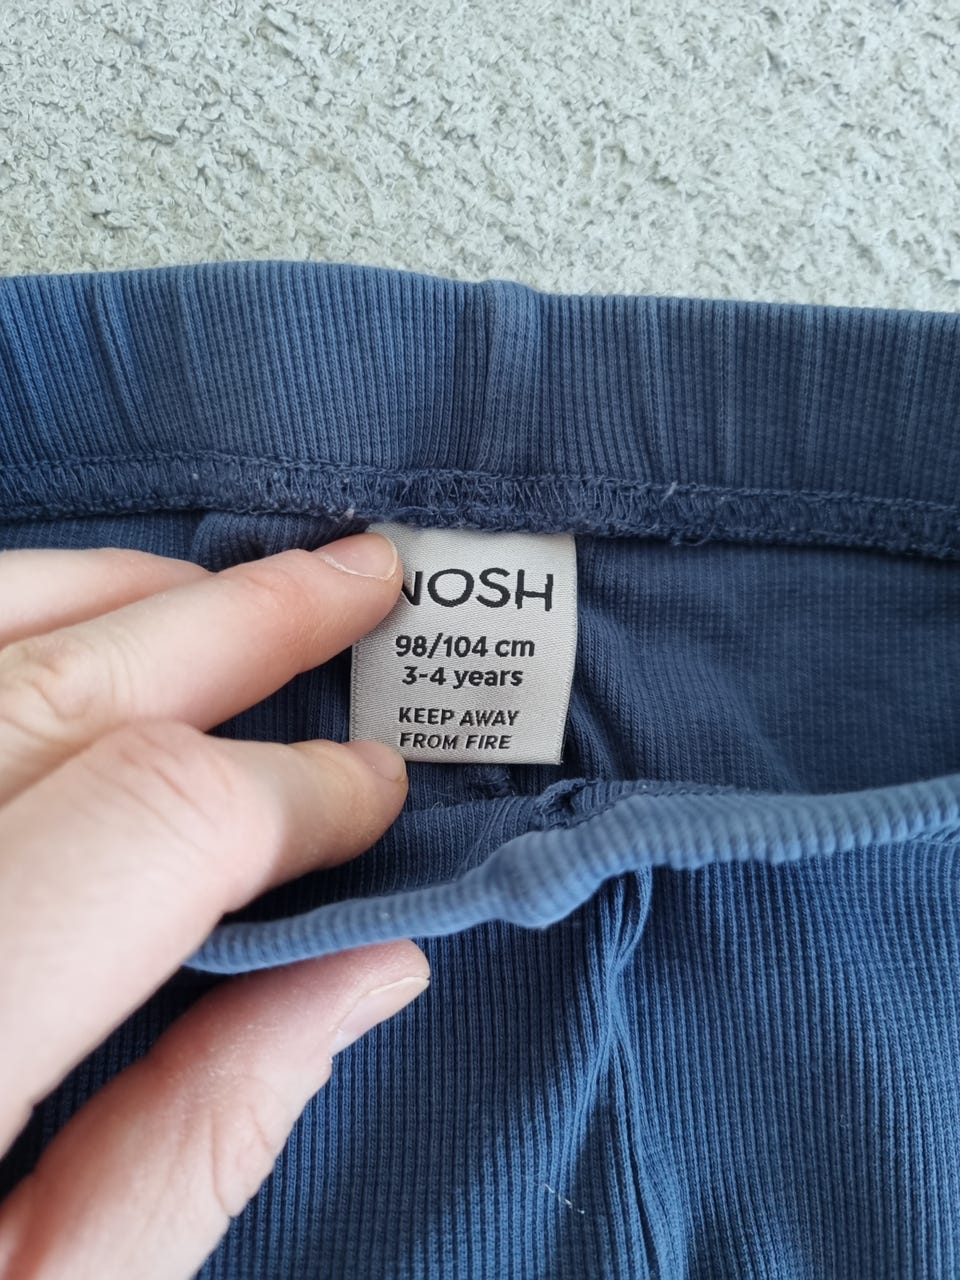 NOSH
98/104 cm
3-4 years
KEEP AWAY
FROM FIRE